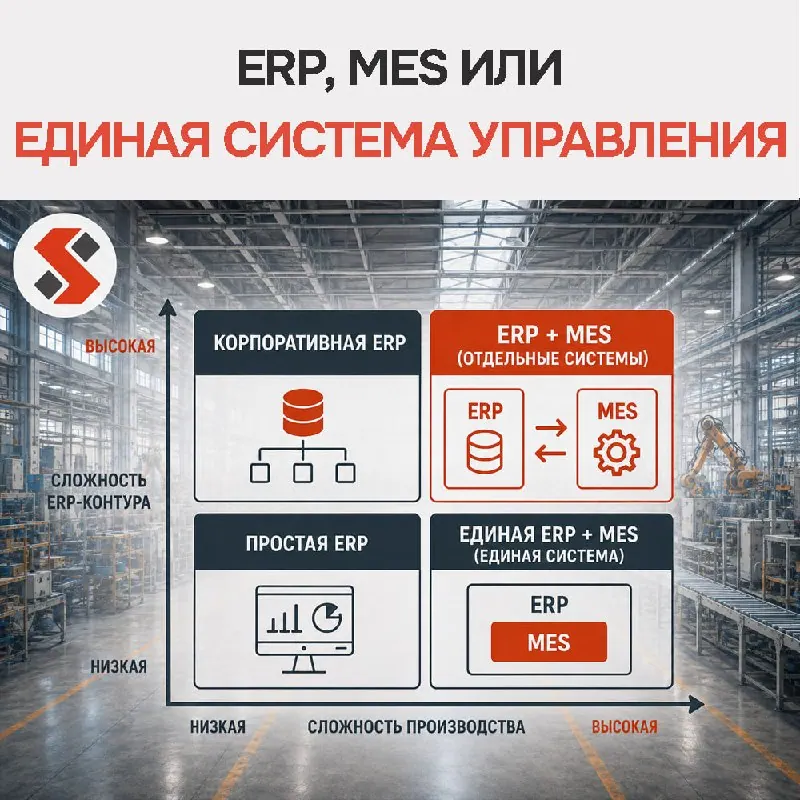 ERP, MES ИЛИ
ЕДИНАЯ СИСТЕМА УПРАВЛЕНИЯ
ВЫСОКАЯ
СЛОЖНОСТЬ
ERP-КОНТУРА
НИЗКАЯ
КОРПОРАТИВНАЯ ERP
ERP + MES
(ОТДЕЛЬНЫЕ СИСТЕМЫ)
ERP
MES
ПРОСТАЯ ERP
ЕДИНАЯ ERP + MES
(ЕДИНАЯ СИСТЕМА)
ERP
MES
НИЗКАЯ
СЛОЖНОСТЬ ПРОИЗВОДСТВА
ВЫСОКАЯ